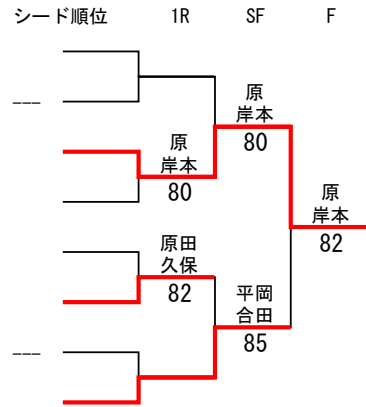 シード順位 1R SF F
---
原
岸本
80
原
岸本
80
原
岸本
82
原田
久保
82
平岡
合田
85
---